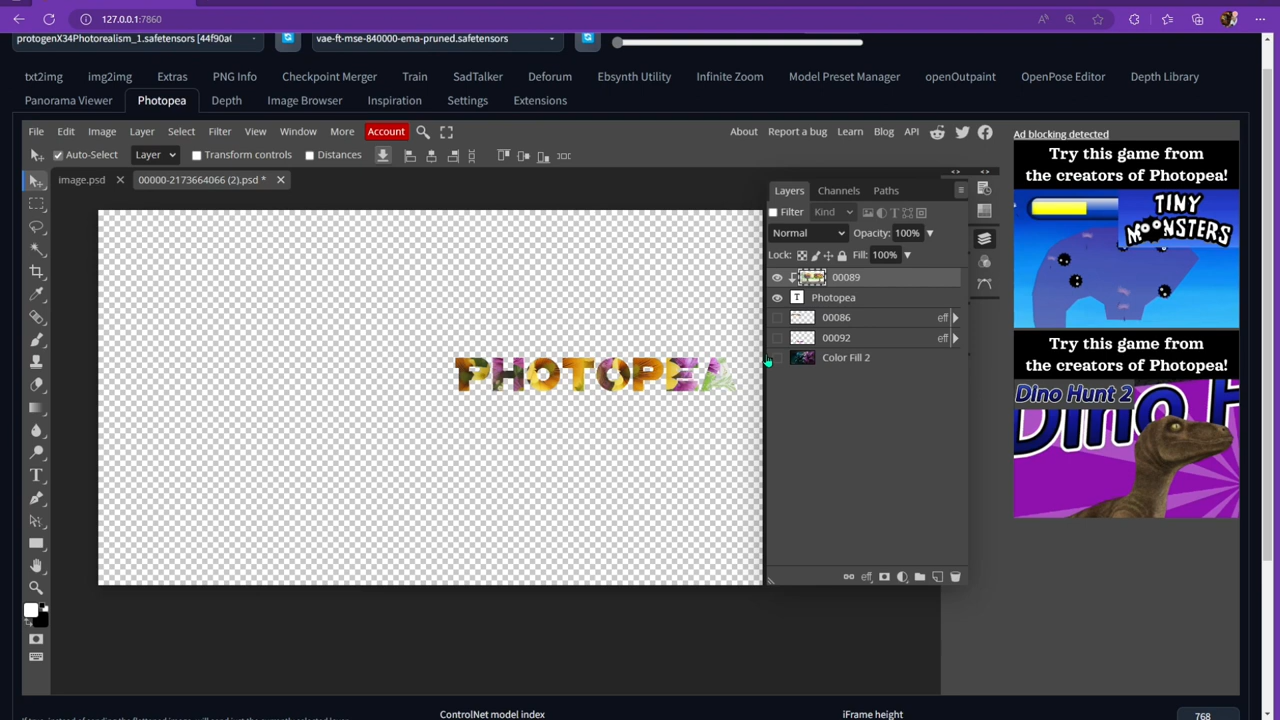 127.0.0.1:7860
protogenX34Photorealism_1.safetensors [44f90a0
vae-ft-mse-840000-ema-pruned.safetensors
txt2img img2img Extras PNG Info Checkpoint Merger Train SadTalker Deforum Ebsynth Utility Infinite Zoom Model Preset Manager openOutpaint OpenPose Editor Depth Library
Panorama Viewer Photopea Depth Image Browser Inspiration Settings Extensions
File Edit Image Layer Select Filter View Window More Account About Report a bug Learn Blog API
Ad blocking detected
Auto-Select Layer Transform controls Distances
Try this game from
the creators of Photopea!
image.psd 00000-2173664066 (2).psd *
Layers Channels Paths
Filter Kind
Normal Opacity: 100%
Lock: Fill: 100%
TINY
MOONSTERS
00089
T Photopea
00086 eff
00092 eff
Color Fill 2
PHOTOPEA
Try this game from
the creators of Photopea!
Dino Hunt 2
eff
ControlNet model index iFrame height
768